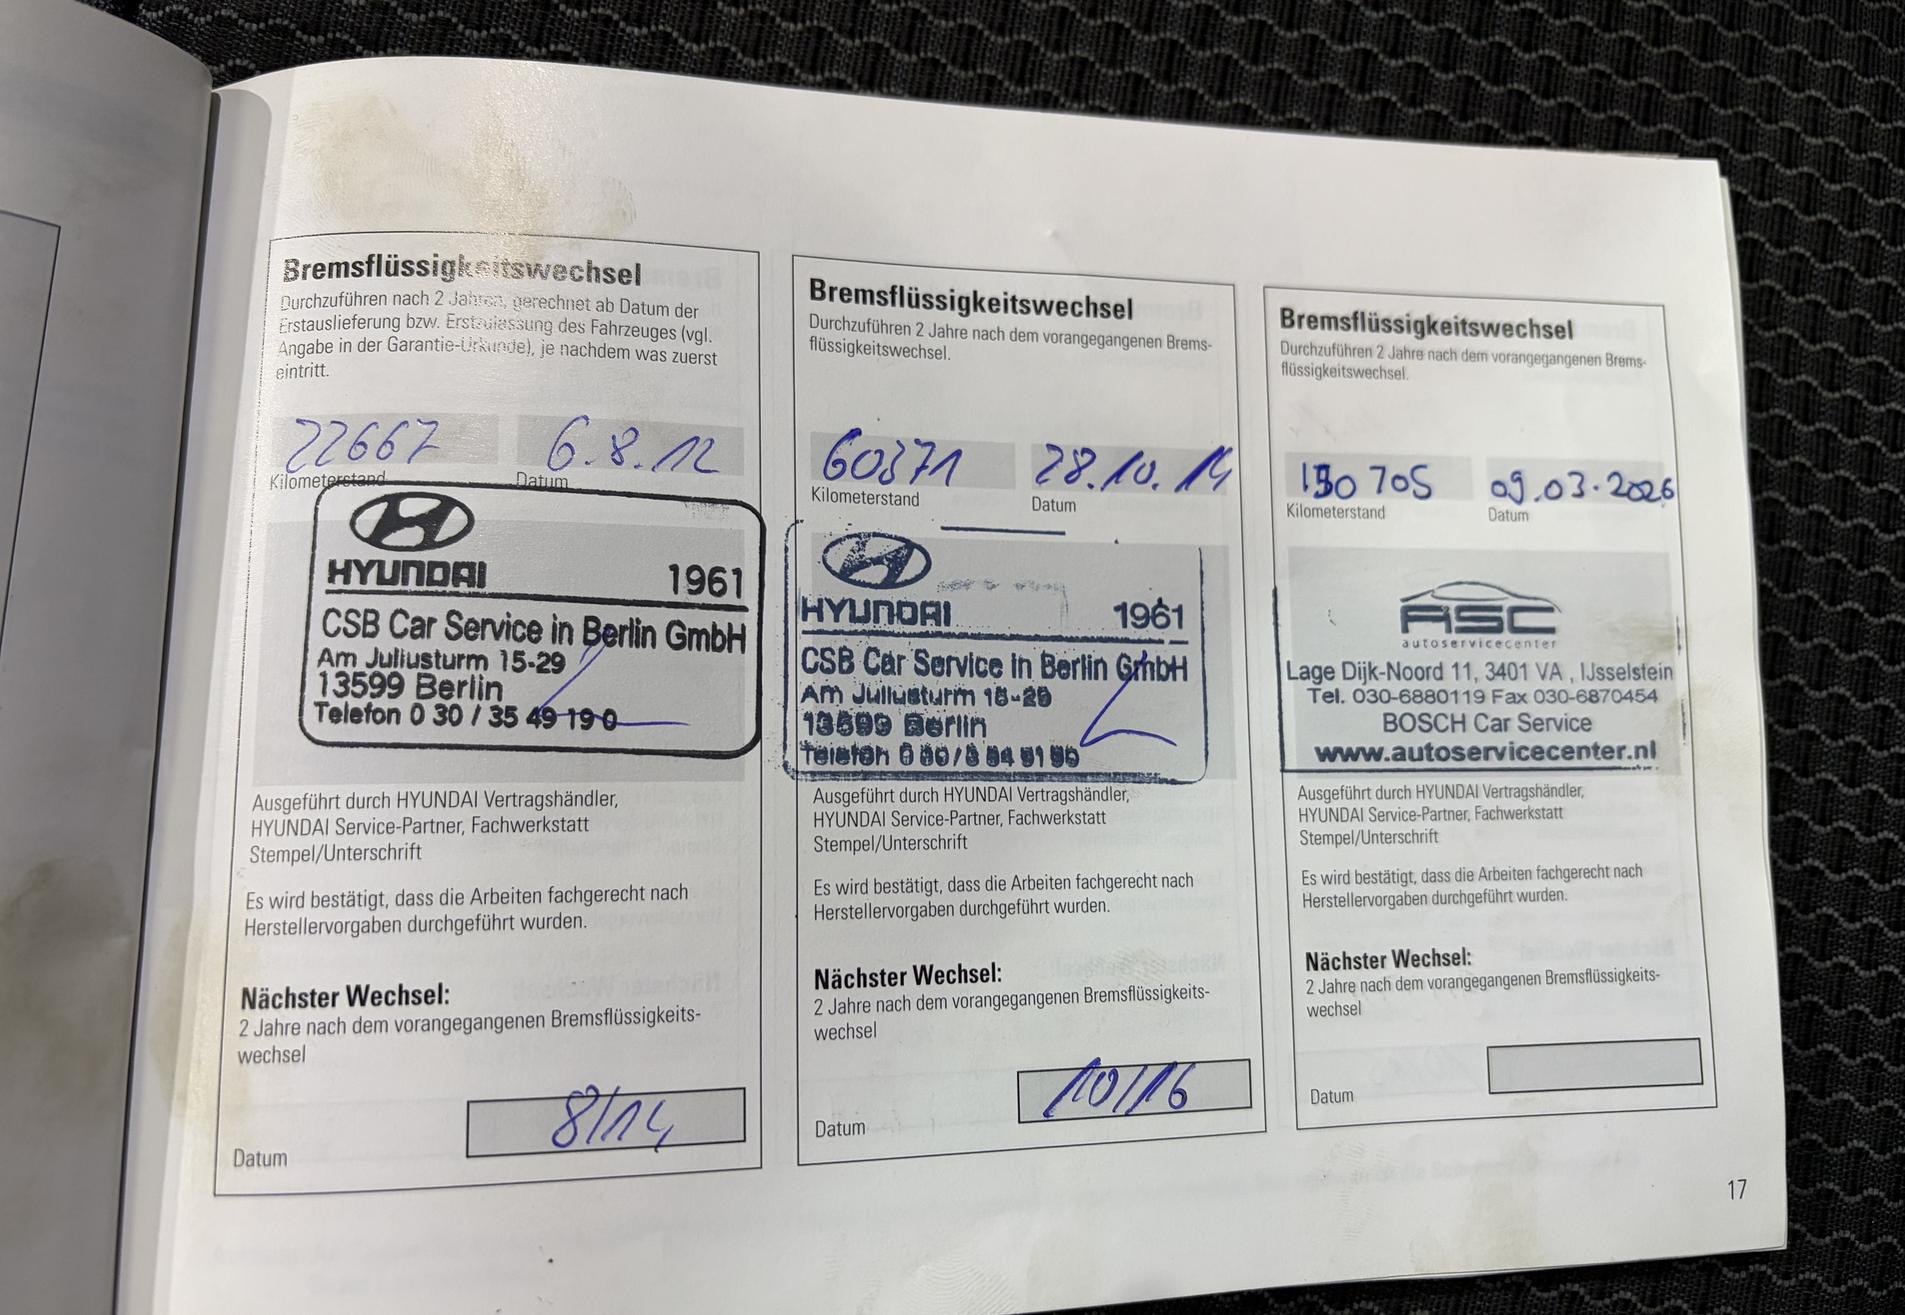 Bremsflüssigkeitswechsel
Durchzuführen nach 2 Jahren, gerechnet ab Datum der
Erstauslieferung bzw. Erstzulassung des Fahrzeuges (vgl.
Angabe in der Garantie-Urkunde), je nachdem was zuerst
eintritt.
22667 6.8.12
Kilometerstand Datum
HYUNDAI 1961
CSB Car Service in Berlin GmbH
Am Juliusturm 15-29
13599 Berlin
Telefon 0 30 / 35 49 19 0
Ausgeführt durch HYUNDAI Vertragshändler,
HYUNDAI Service-Partner, Fachwerkstatt
Stempel/Unterschrift
Es wird bestätigt, dass die Arbeiten fachgerecht nach
Herstellervorgaben durchgeführt wurden.
Nächster Wechsel:
2 Jahre nach dem vorangegangenen Bremsflüssigkeits-
wechsel
8/14
Datum
Bremsflüssigkeitswechsel
Durchzuführen 2 Jahre nach dem vorangegangenen Brems-
flüssigkeitswechsel.
60371 28.10.14
Kilometerstand Datum
HYUNDAI 1961
CSB Car Service in Berlin GmbH
Am Juliusturm 15-29
13599 Berlin
Telefon
Ausgeführt durch HYUNDAI Vertragshändler,
HYUNDAI Service-Partner, Fachwerkstatt
Stempel/Unterschrift
Es wird bestätigt, dass die Arbeiten fachgerecht nach
Herstellervorgaben durchgeführt wurden.
Nächster Wechsel:
2 Jahre nach dem vorangegangenen Bremsflüssigkeits-
wechsel
10/16
Datum
Bremsflüssigkeitswechsel
Durchzuführen 2 Jahre nach dem vorangegangenen Brems-
flüssigkeitswechsel.
705 09.03.2026
Kilometerstand Datum
ASC
autoservicecenter
Lage Dijk-Noord 11, 3401 VA , IJsselstein
Tel. 030-6880119 Fax 030-6870454
BOSCH Car Service
www.autoservicecenter.nl
Ausgeführt durch HYUNDAI Vertragshändler,
HYUNDAI Service-Partner, Fachwerkstatt
Stempel/Unterschrift
Es wird bestätigt, dass die Arbeiten fachgerecht nach
Herstellervorgaben durchgeführt wurden.
Nächster Wechsel:
2 Jahre nach dem vorangegangenen Bremsflüssigkeits-
wechsel
Datum
17